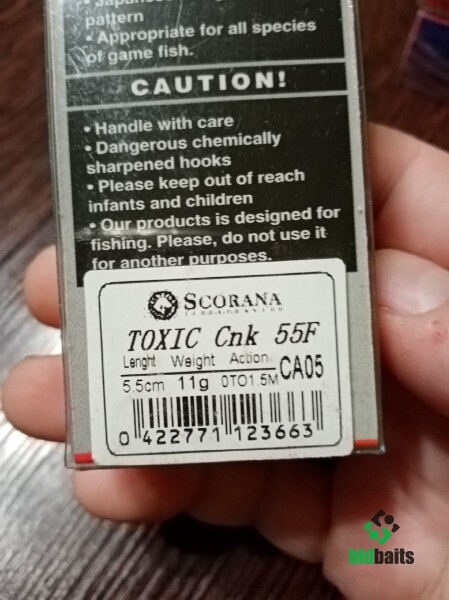 pattern
• Appropriate for all species
of game fish.
CAUTION!
• Handle with care
• Dangerous chemically
sharpened hooks
• Please keep out of reach
infants and children
• Our products is designed for
fishing. Please, do not use it
for another purposes.
SCORANA
TOXIC Cnk 55F
Lenght Weight Action
5.5cm 11g 0TO1.5M CA05
0 422771 123663
bndbaits